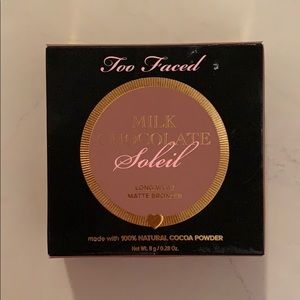 Too Faced
MILK
CHOCOLATE
Soleil
LONG-WEAR
MATTE BRONZER
made with 100% NATURAL COCOA POWDER
Net Wt. 8 g / 0.28 Oz.